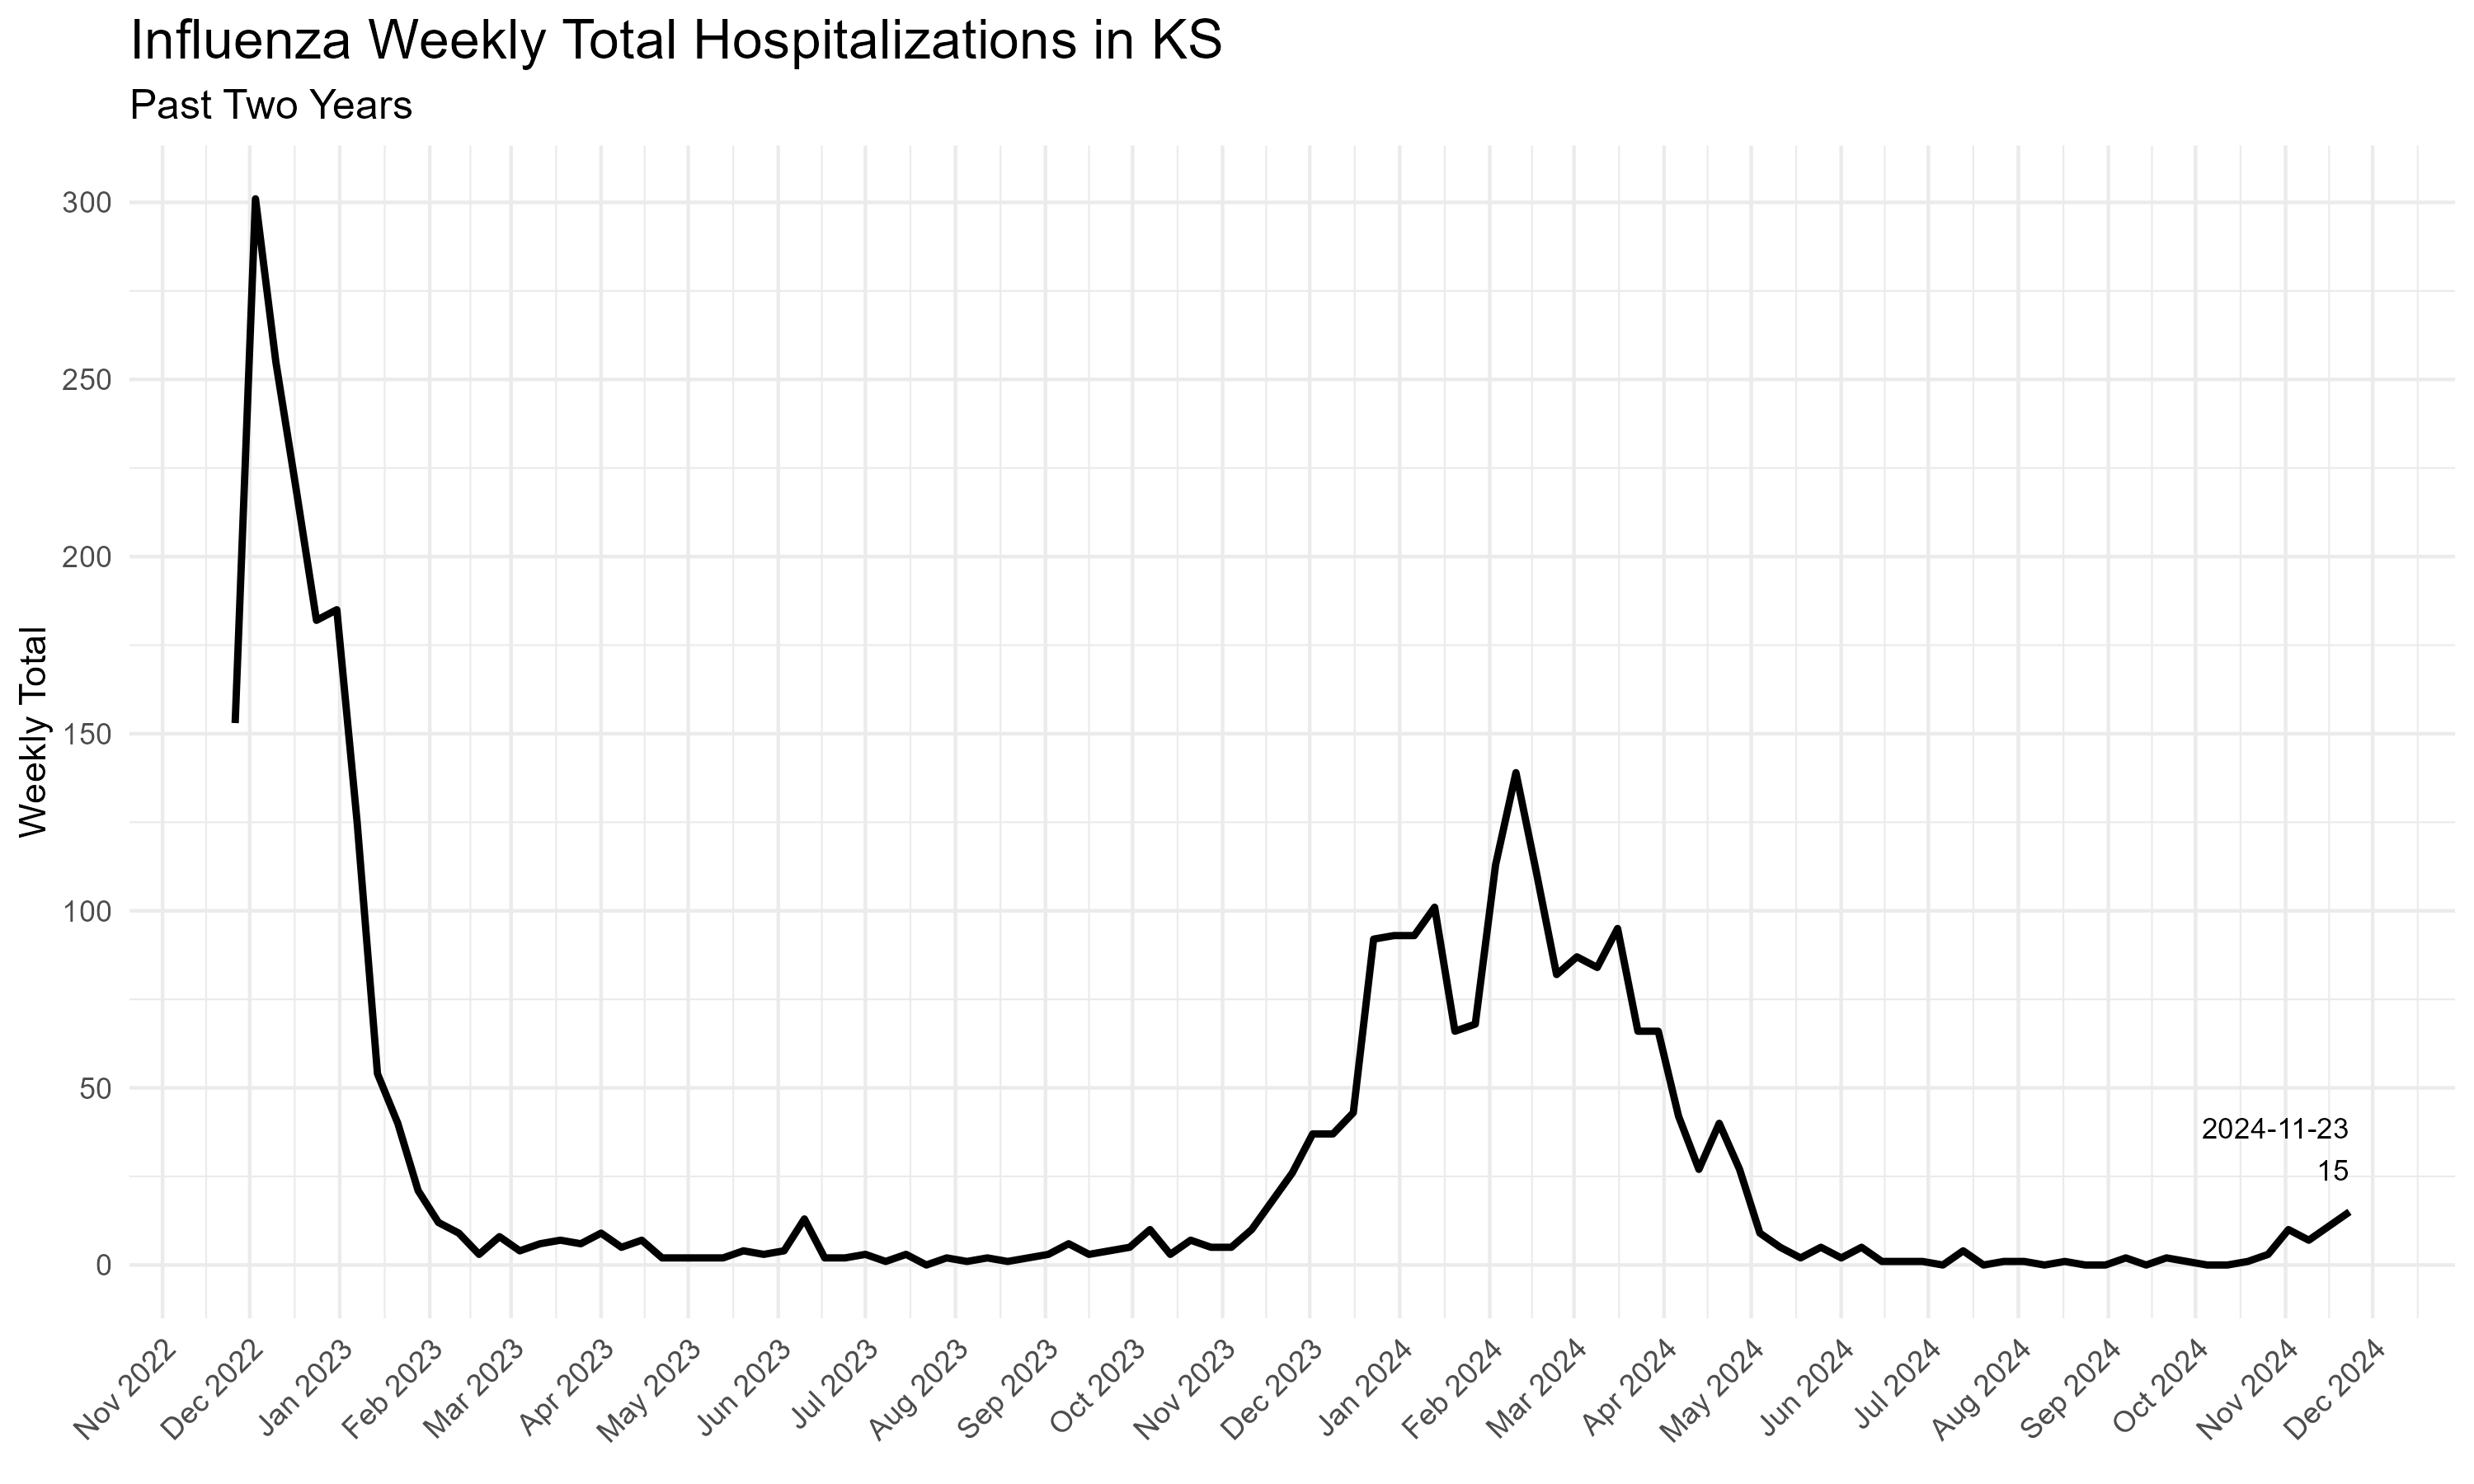 Influenza Weekly Total Hospitalizations in KS
Past Two Years
Weekly Total
300
250
200
150
100
50
0
2024-11-23
15
Nov 2022
Dec 2022
Jan 2023
Feb 2023
Mar 2023
Apr 2023
May 2023
Jun 2023
Jul 2023
Aug 2023
Sep 2023
Oct 2023
Nov 2023
Dec 2023
Jan 2024
Feb 2024
Mar 2024
Apr 2024
May 2024
Jun 2024
Jul 2024
Aug 2024
Sep 2024
Oct 2024
Nov 2024
Dec 2024